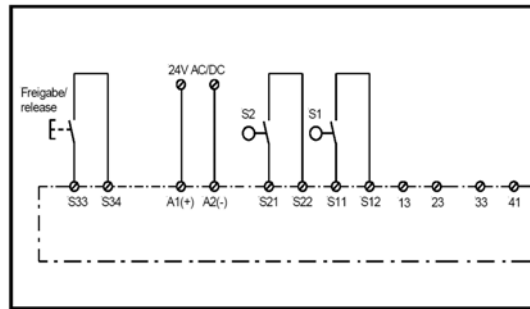 24V AC/DC
Freigabe/
release
S2
S1
S33 S34 A1(+) A2(-) S21 S22 S11 S12 13 23 33 41